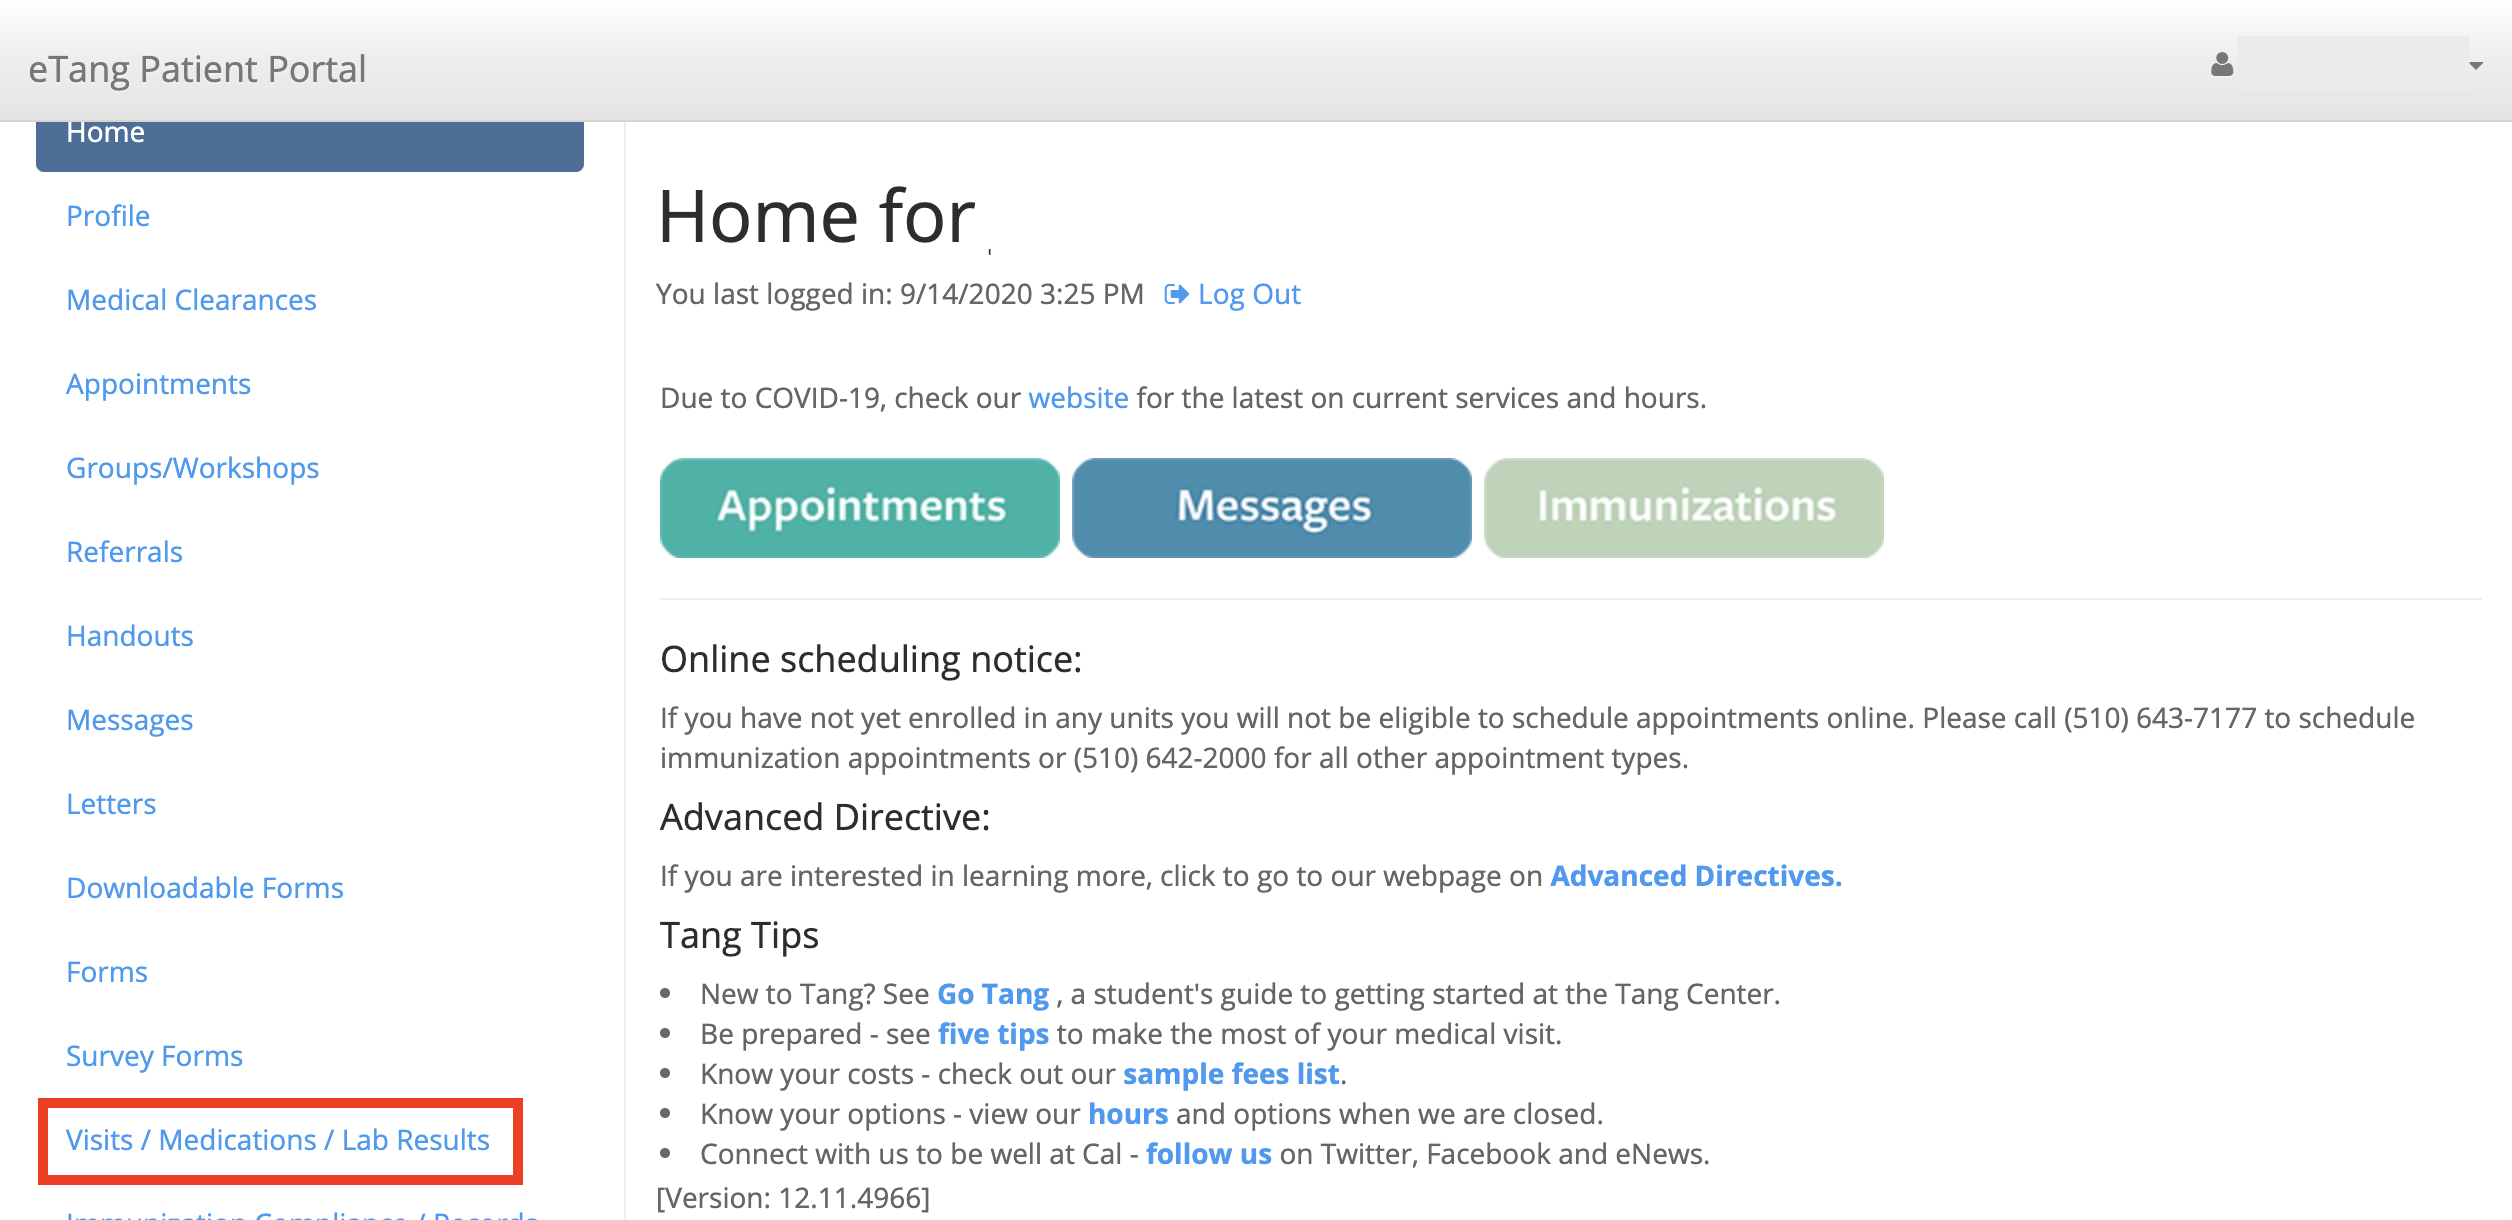 eTang Patient Portal
Home
Profile
Medical Clearances
Appointments
Groups/Workshops
Referrals
Handouts
Messages
Letters
Downloadable Forms
Forms
Survey Forms
Visits / Medications / Lab Results
Immunization Compliance / Records
Home for
You last logged in: 9/14/2020 3:25 PM Log Out
Due to COVID-19, check our website for the latest on current services and hours.
Appointments Messages Immunizations
Online scheduling notice:
If you have not yet enrolled in any units you will not be eligible to schedule appointments online. Please call (510) 643-7177 to schedule
immunization appointments or (510) 642-2000 for all other appointment types.
Advanced Directive:
If you are interested in learning more, click to go to our webpage on Advanced Directives.
Tang Tips
• New to Tang? See Go Tang , a student's guide to getting started at the Tang Center.
• Be prepared - see five tips to make the most of your medical visit.
• Know your costs - check out our sample fees list.
• Know your options - view our hours and options when we are closed.
• Connect with us to be well at Cal - follow us on Twitter, Facebook and eNews.
[Version: 12.11.4966]